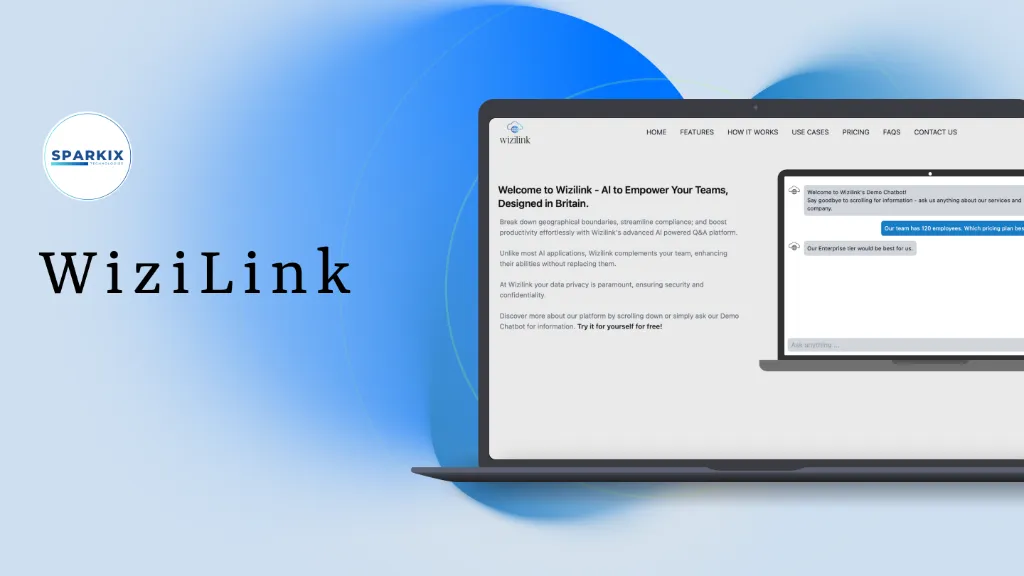 SPARKIX
TECHNOLOGIES
WiziLink
wizilink
HOME FEATURES HOW IT WORKS USE CASES PRICING FAQS CONTACT US
Welcome to Wizilink - AI to Empower Your Teams,
Designed in Britain.
Break down geographical boundaries, streamline compliance; and boost
productivity effortlessly with Wizilink's advanced AI powered Q&A platform.
Unlike most AI applications, Wizilink complements your team, enhancing
their abilities without replacing them.
At Wizilink your data privacy is paramount, ensuring security and
confidentiality.
Discover more about our platform by scrolling down or simply ask our Demo
Chatbot for information. Try it for yourself for free!
Welcome to Wizilink's Demo Chatbot!
Say goodbye to scrolling for information - ask us anything about our services and
company.
Our team has 120 employees. Which pricing plan bes
Our Enterprise tier would be best for us.
Ask anything ...